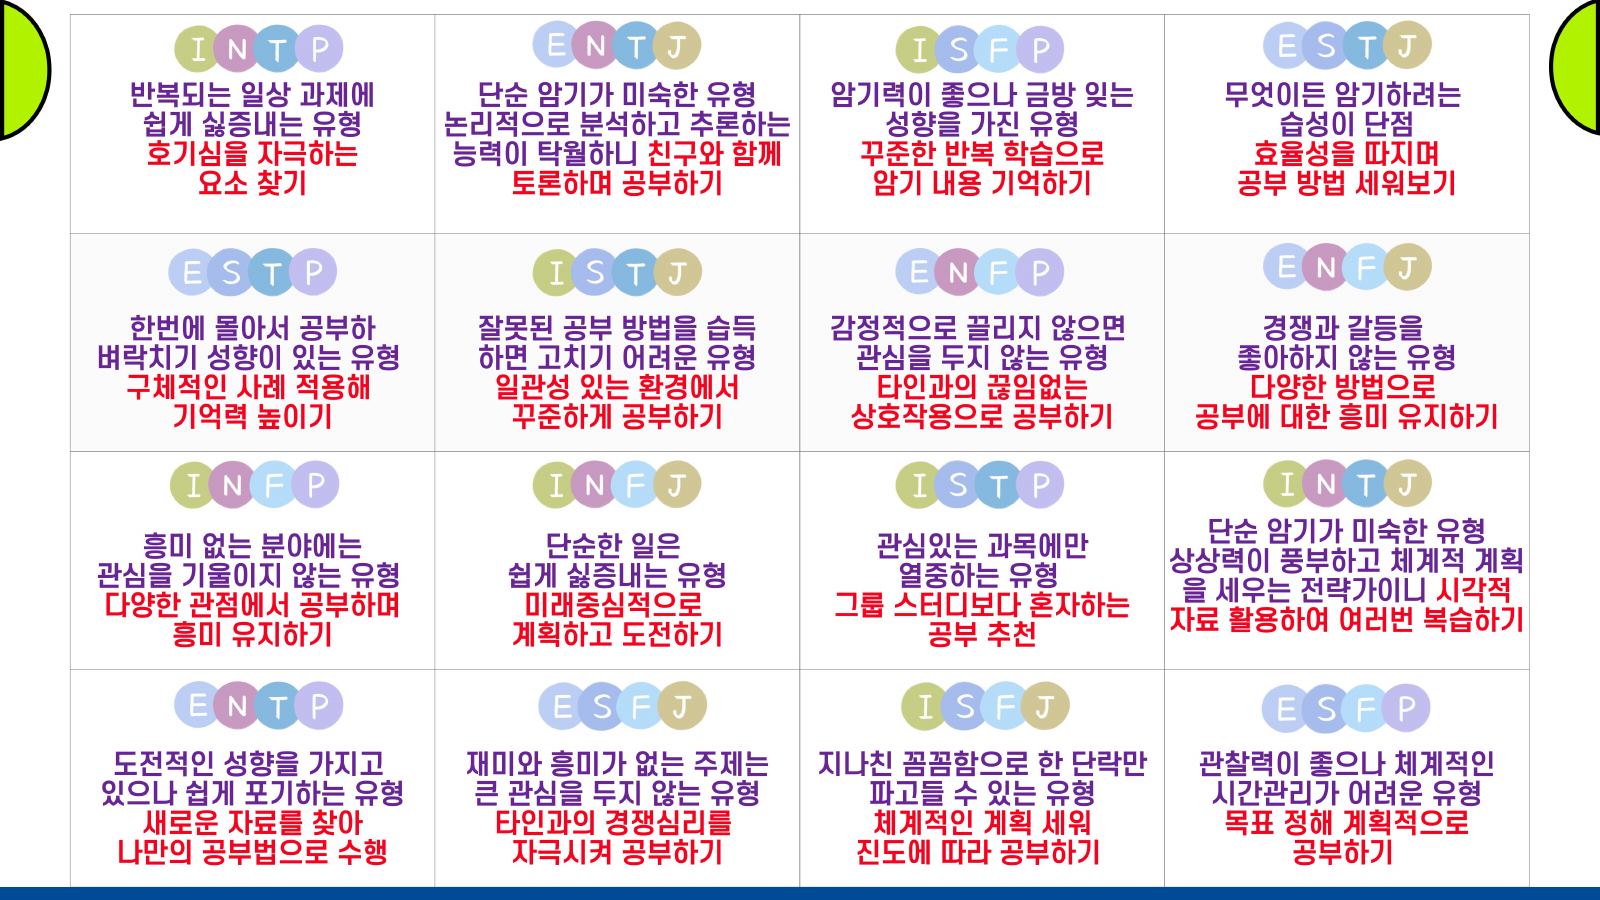 INTP
반복되는 일상 과제에
쉽게 싫증내는 유형
호기심을 자극하는
요소 찾기
ENTJ
단순 암기가 미숙한 유형
논리적으로 분석하고 추론하는
능력이 탁월하니 친구와 함께
토론하며 공부하기
ISFP
암기력이 좋으나 금방 잊는
성향을 가진 유형
꾸준한 반복 학습으로
암기 내용 기억하기
ESTJ
무엇이든 암기하려는
습성이 단점
효율성을 따지며
공부 방법 세워보기
ESTP
한번에 몰아서 공부하
벼락치기 성향이 있는 유형
구체적인 사례 적용해
기억력 높이기
ISTJ
잘못된 공부 방법을 습득
하면 고치기 어려운 유형
일관성 있는 환경에서
꾸준하게 공부하기
ENFP
감정적으로 끌리지 않으면
관심을 두지 않는 유형
타인과의 끊임없는
상호작용으로 공부하기
ENFJ
경쟁과 갈등을
좋아하지 않는 유형
다양한 방법으로
공부에 대한 흥미 유지하기
INFP
흥미 없는 분야에는
관심을 기울이지 않는 유형
다양한 관점에서 공부하며
흥미 유지하기
INFJ
단순한 일은
쉽게 싫증내는 유형
미래중심적으로
계획하고 도전하기
ISTP
관심있는 과목에만
열중하는 유형
그룹 스터디보다 혼자하는
공부 추천
INTJ
단순 암기가 미숙한 유형
상상력이 풍부하고 체계적 계획
을 세우는 전략가이니 시각적
자료 활용하여 여러번 복습하기
ENTP
도전적인 성향을 가지고
있으나 쉽게 포기하는 유형
새로운 자료를 찾아
나만의 공부법으로 수행
ESFJ
재미와 흥미가 없는 주제는
큰 관심을 두지 않는 유형
타인과의 경쟁심리를
자극시켜 공부하기
ISFJ
지나친 꼼꼼함으로 한 단락만
파고들 수 있는 유형
체계적인 계획 세워
진도에 따라 공부하기
ESFP
관찰력이 좋으나 체계적인
시간관리가 어려운 유형
목표 정해 계획적으로
공부하기